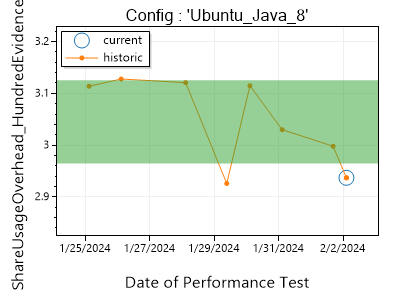 Config : 'Ubuntu_Java_8'
ShareUsageOverhead_HundredEvidence
current
historic
3.2
3.1
3
2.9
1/25/2024 1/27/2024 1/29/2024 1/31/2024 2/2/2024
Date of Performance Test